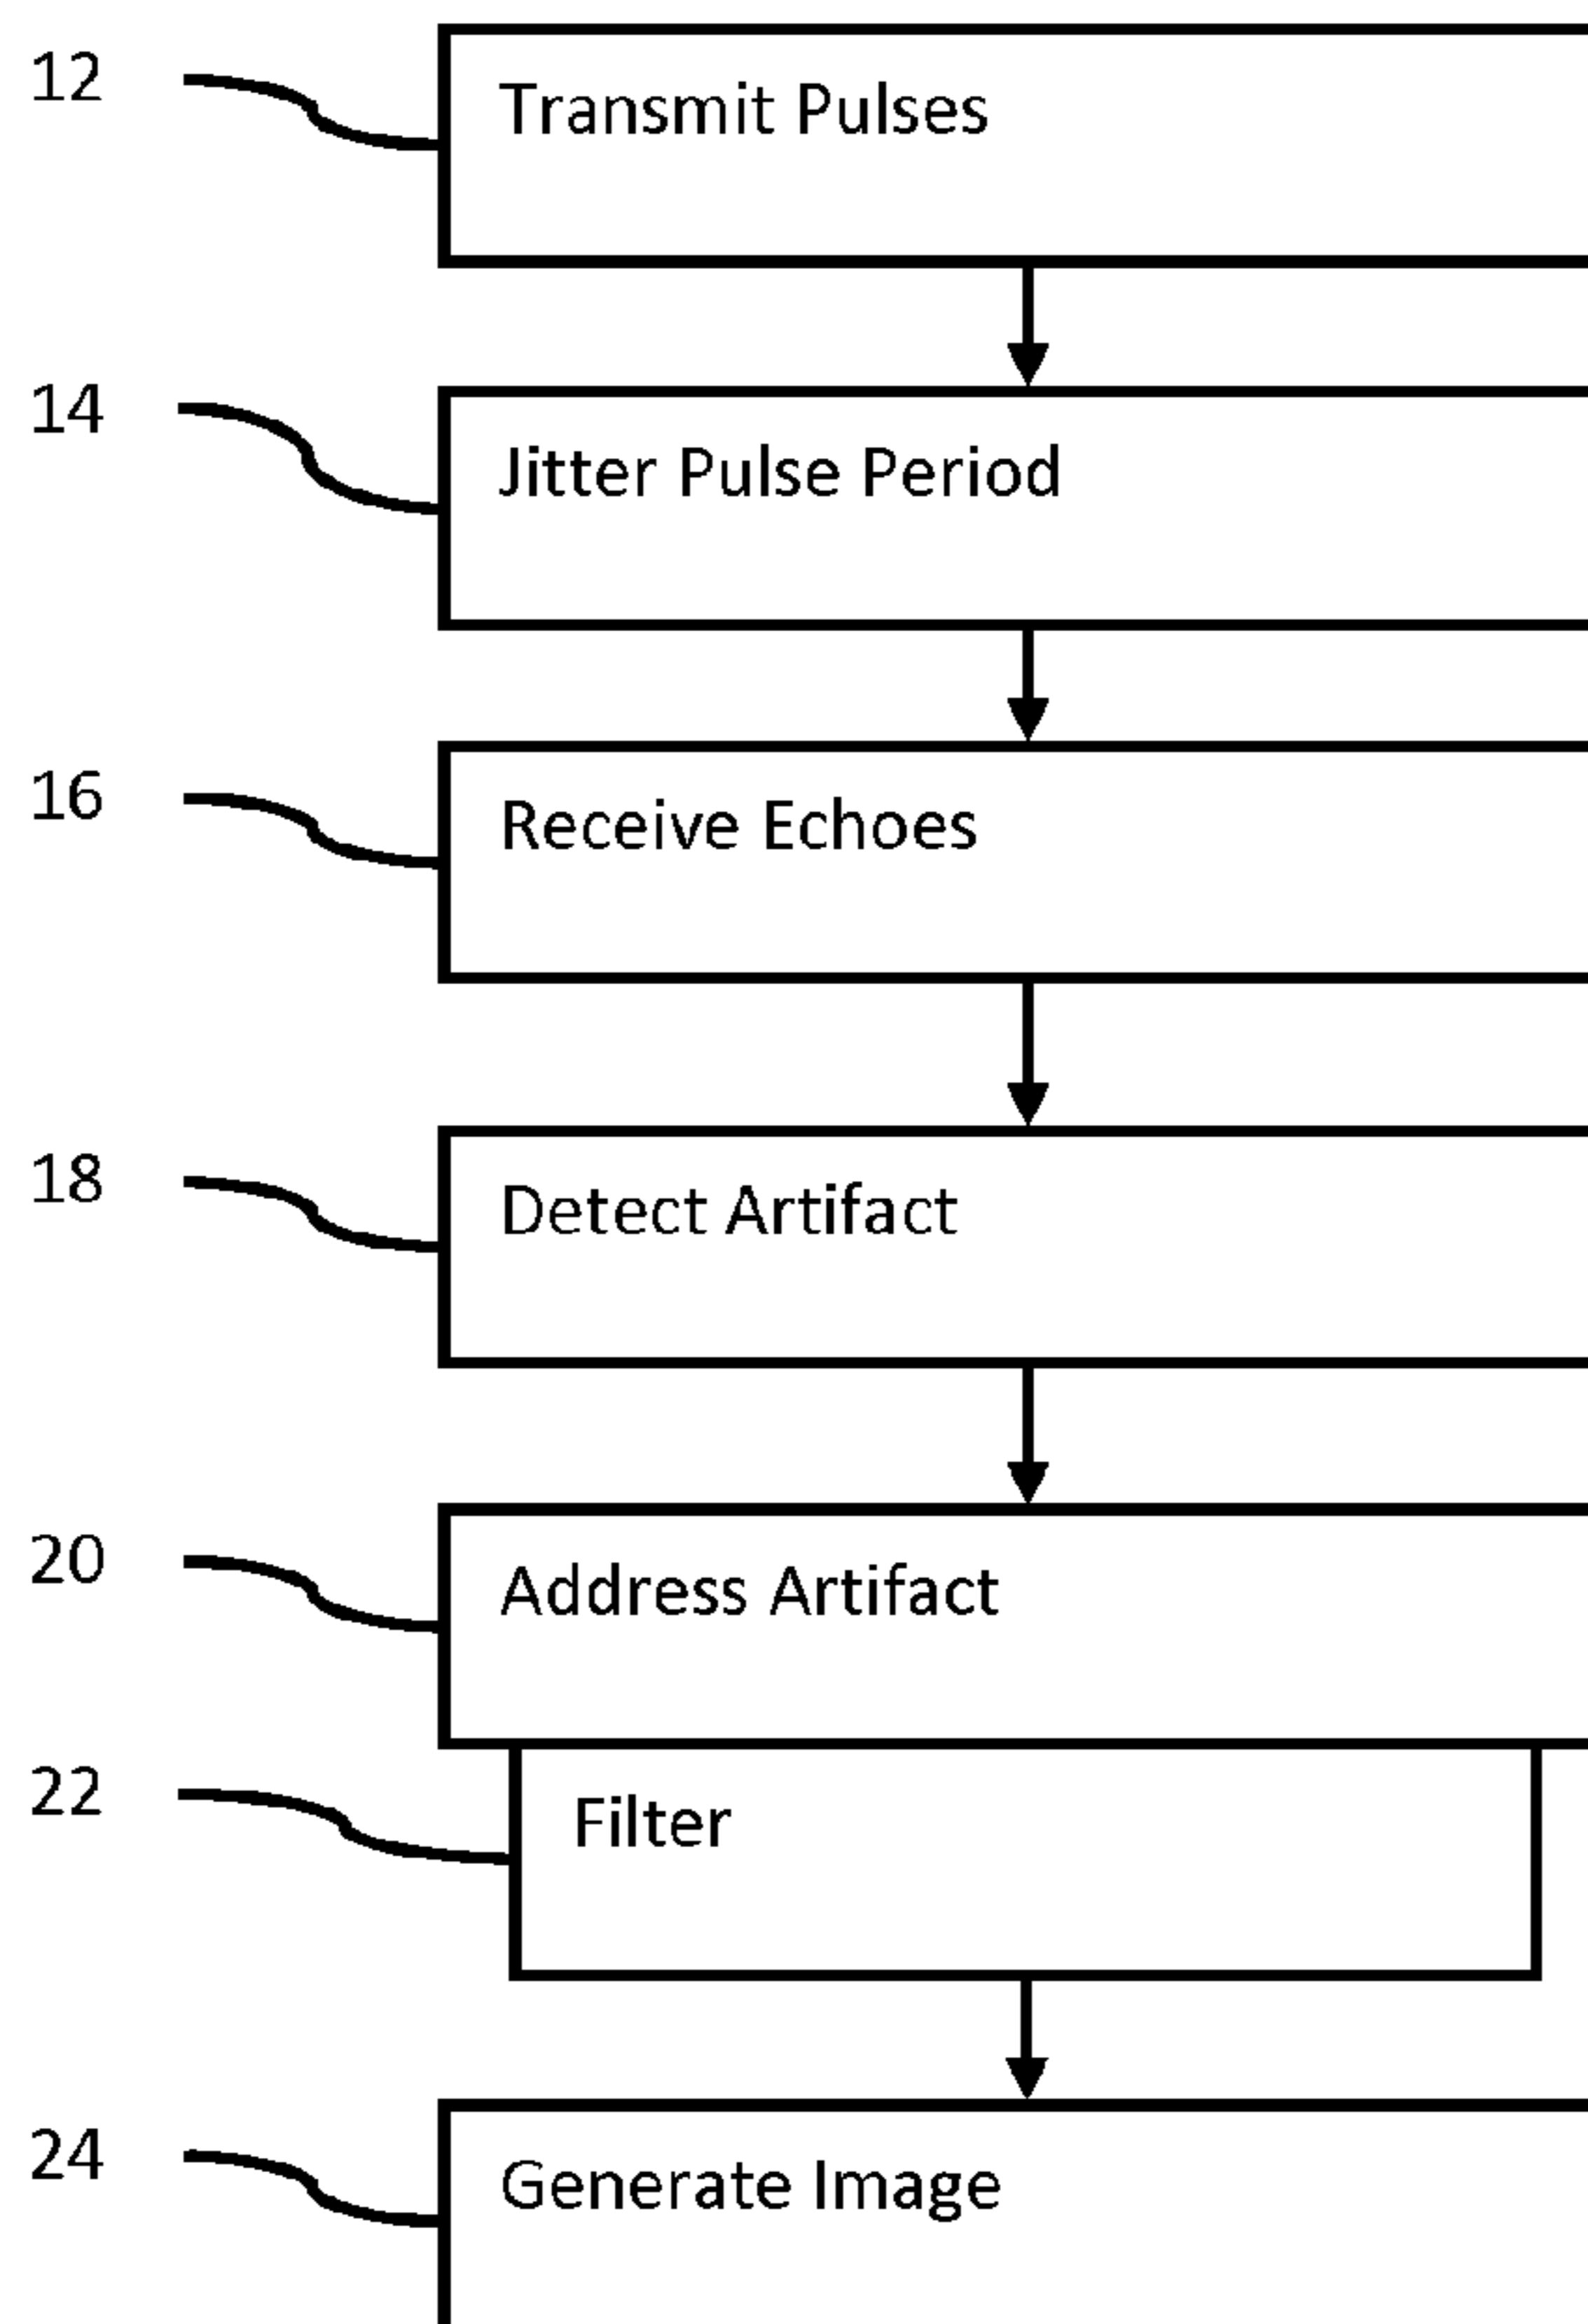 12
Transmit Pulses
14
Jitter Pulse Period
16
Receive Echoes
18
Detect Artifact
20
Address Artifact
22
Filter
24
Generate Image